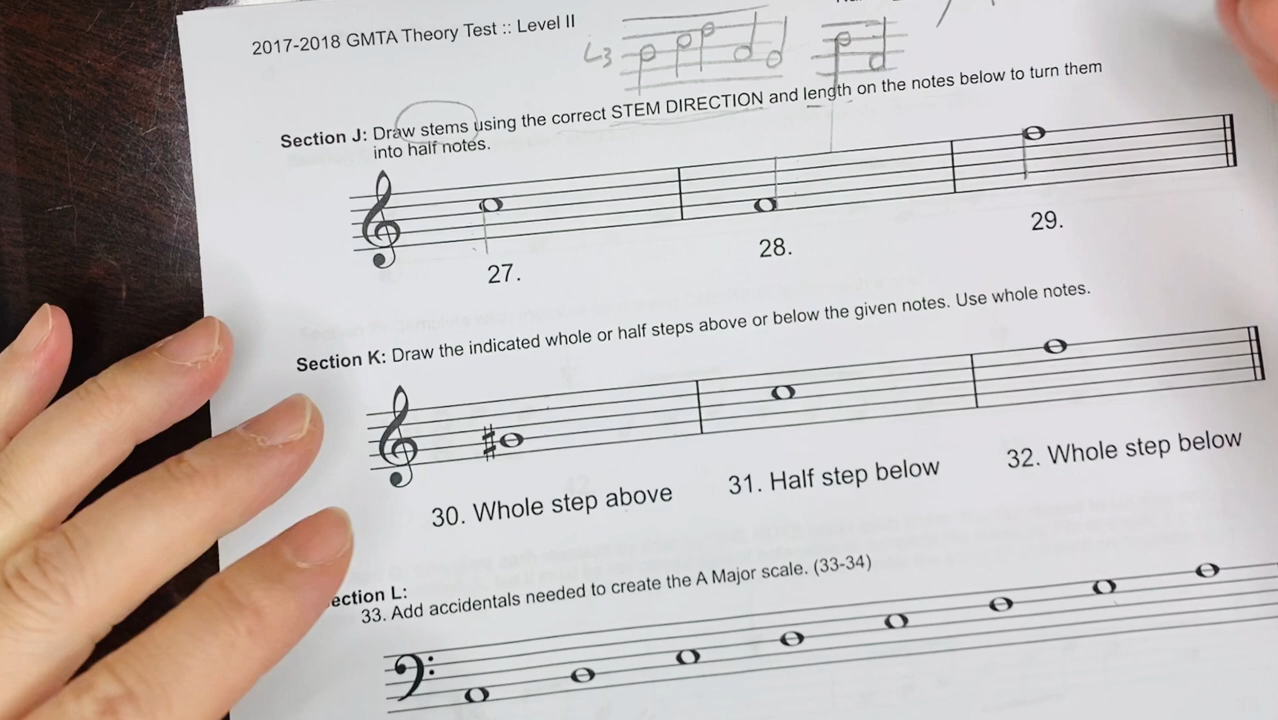 2017-2018 GMTA Theory Test :: Level II
L3
Section J: Draw stems using the correct STEM DIRECTION and length on the notes below to turn them
into half notes.
27.
28.
29.
Section K: Draw the indicated whole or half steps above or below the given notes. Use whole notes.
30. Whole step above
31. Half step below
32. Whole step below
ection L:
33. Add accidentals needed to create the A Major scale. (33-34)